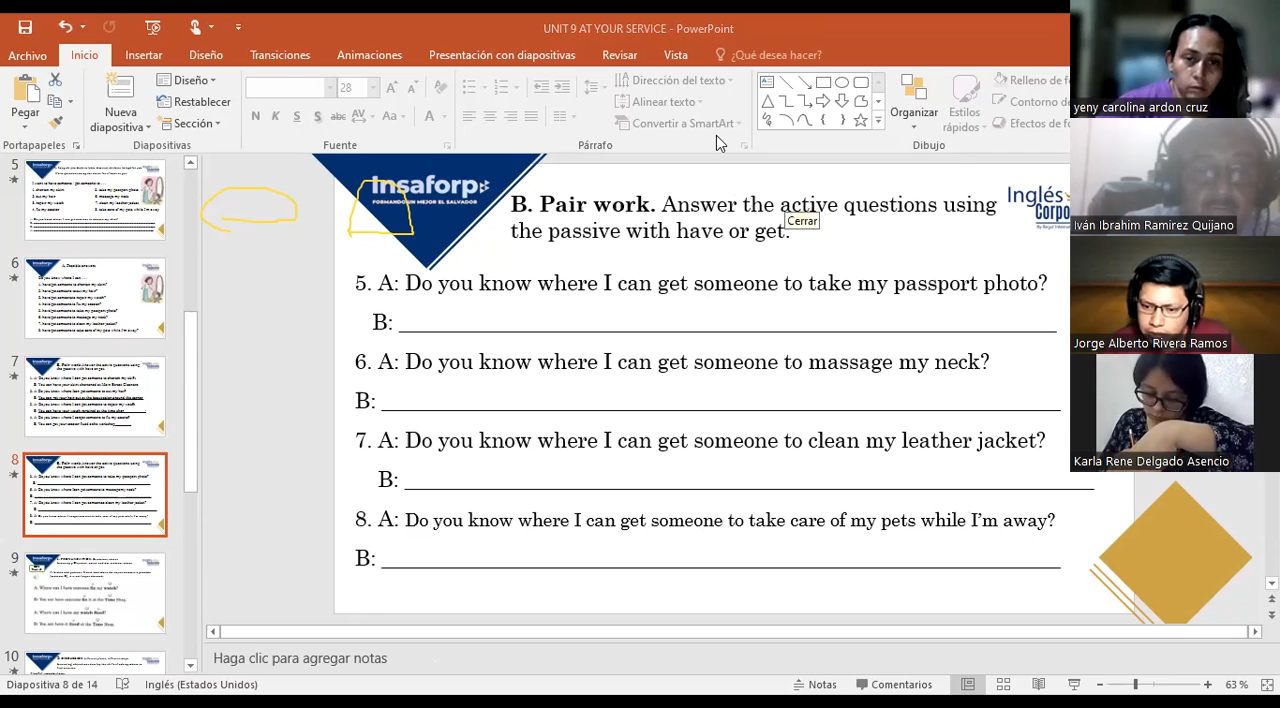 UNIT 9 AT YOUR SERVICE - PowerPoint
Archivo Inicio Insertar Diseño Transiciones Animaciones Presentación con diapositivas Revisar Vista ¿Qué desea hacer?
Pegar
Nueva diapositiva
Diseño
Restablecer
Sección
28
N K S abc AV Aa A
Dirección del texto
Alinear texto
Convertir a SmartArt
Organizar
Estilos rápidos
Relleno de f
Contorno d
Efectos de f
Portapapeles Diapositivas Fuente Párrafo Dibujo
yeny carolina ardon cruz
Iván Ibrahim Ramirez Quijano
Jorge Alberto Rivera Ramos
Karla Rene Delgado Asencio
5
6
7
8
9
10
Insaforp
FORMANDO UN MEJOR EL SALVADOR
Inglés
Corpo
B. Pair work. Answer the active questions using
the passive with have or get.
Cerrar
5. A: Do you know where I can get someone to take my passport photo?
B:
6. A: Do you know where I can get someone to massage my neck?
B:
7. A: Do you know where I can get someone to clean my leather jacket?
B:
8. A: Do you know where I can get someone to take care of my pets while I’m away?
B:
Haga clic para agregar notas
Diapositiva 8 de 14 Inglés (Estados Unidos) Notas Comentarios 63 %